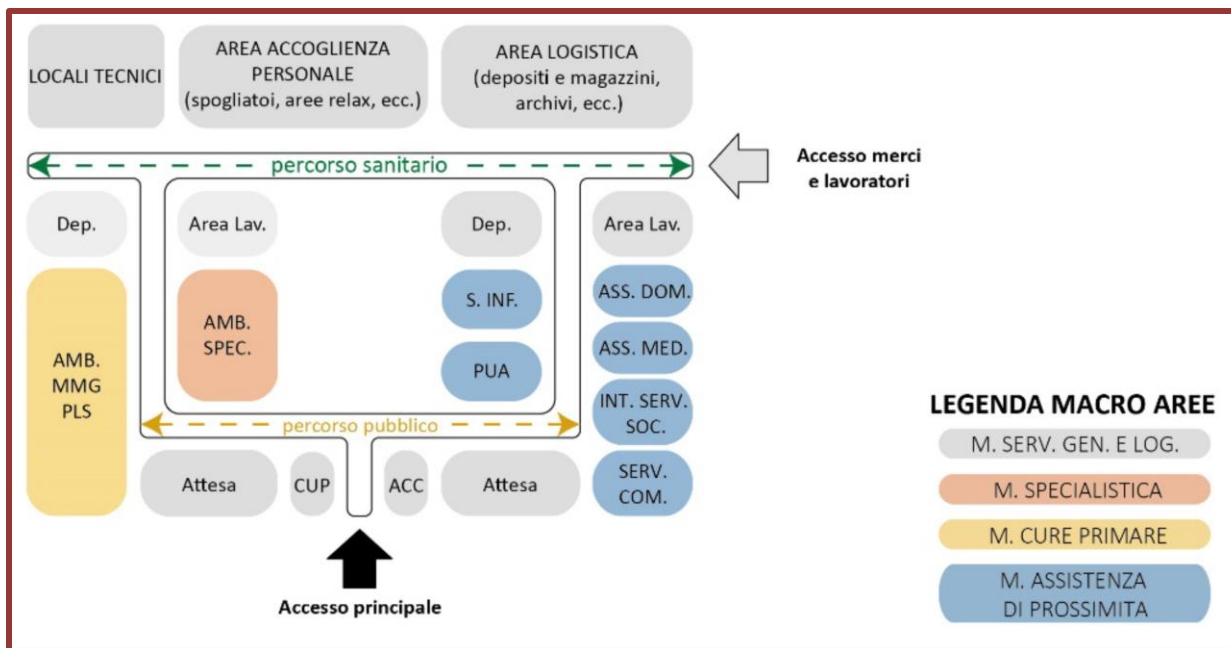 LOCALI TECNICI
AREA ACCOGLIENZA
PERSONALE
(spogliatoi, aree relax, ecc.)
AREA LOGISTICA
(depositi e magazzini,
archivi, ecc.)
percorso sanitario
Accesso merci
e lavoratori
Dep.
Area Lav.
Dep.
Area Lav.
AMB.
MMG
PLS
AMB.
SPEC.
S. INF.
PUA
ASS. DOM.
ASS. MED.
INT. SERV.
SOC.
SERV.
COM.
percorso pubblico
Attesa
CUP
ACC
Attesa
Accesso principale
LEGENDA MACRO AREE
M. SERV. GEN. E LOG.
M. SPECIALISTICA
M. CURE PRIMARE
M. ASSISTENZA
DI PROSSIMITA